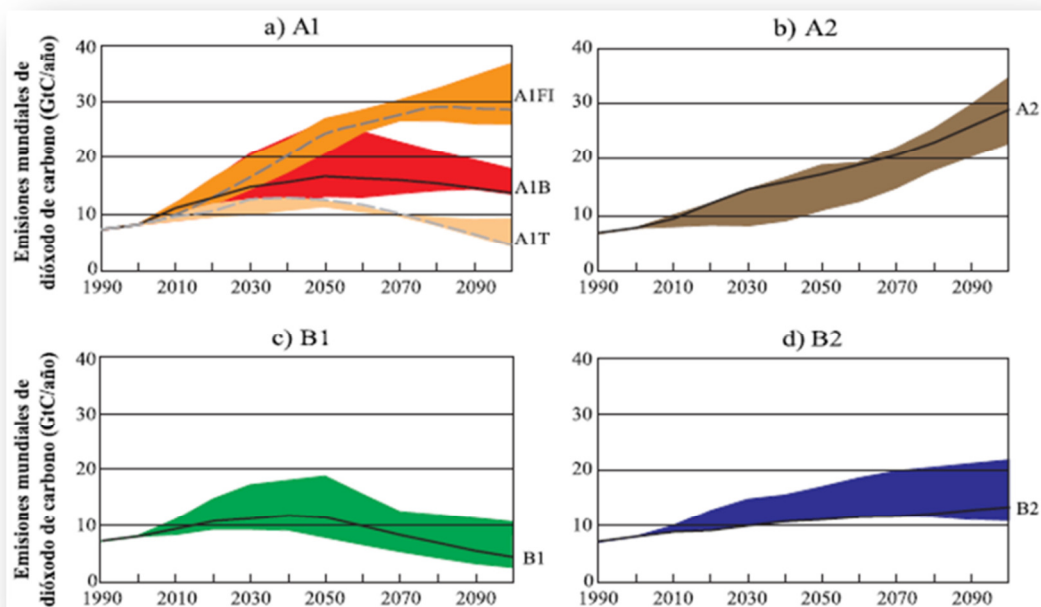 a) A1
Emisiones mundiales de
dióxodo de carbono (GtC/año)
40
30
20
10
0
A1FI
A1B
A1T
1990 2010 2030 2050 2070 2090
b) A2
40
30
20
10
0
A2
1990 2010 2030 2050 2070 2090
c) B1
Emisiones mundiales de
dióxodo de carbono (GtC/año)
40
30
20
10
0
B1
1990 2010 2030 2050 2070 2090
d) B2
40
30
20
10
0
B2
1990 2010 2030 2050 2070 2090